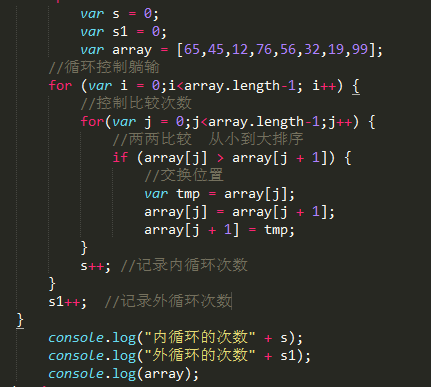 var s = 0;
var s1 = 0;
var array = [65,45,12,76,56,32,19,99];
//循环控制躺输
for (var i = 0;i<array.length-1; i++) {
//控制比较次数
for(var j = 0;j<array.length-1;j++) {
//两两比较 从小到大排序
if (array[j] > array[j + 1]) {
//交换位置
var tmp = array[j];
array[j] = array[j + 1];
array[j + 1] = tmp;
}
s++; //记录内循环次数
}
s1++; //记录外循环次数
}
console.log("内循环的次数" + s);
console.log("外循环的次数" + s1);
console.log(array);